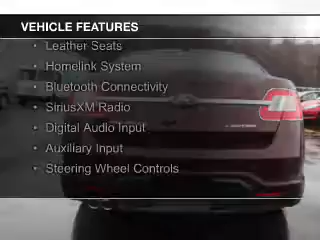 VEHICLE FEATURES
• Leather Seats
• Homelink System
• Bluetooth Connectivity
• SiriusXM Radio
• Digital Audio Input
• Auxiliary Input
• Steering Wheel Controls